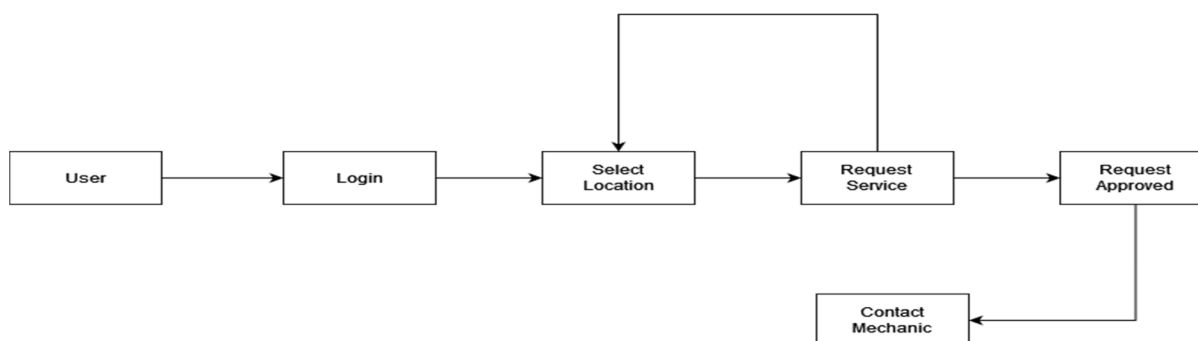 User
Login
Select
Location
Request
Service
Request
Approved
Contact
Mechanic